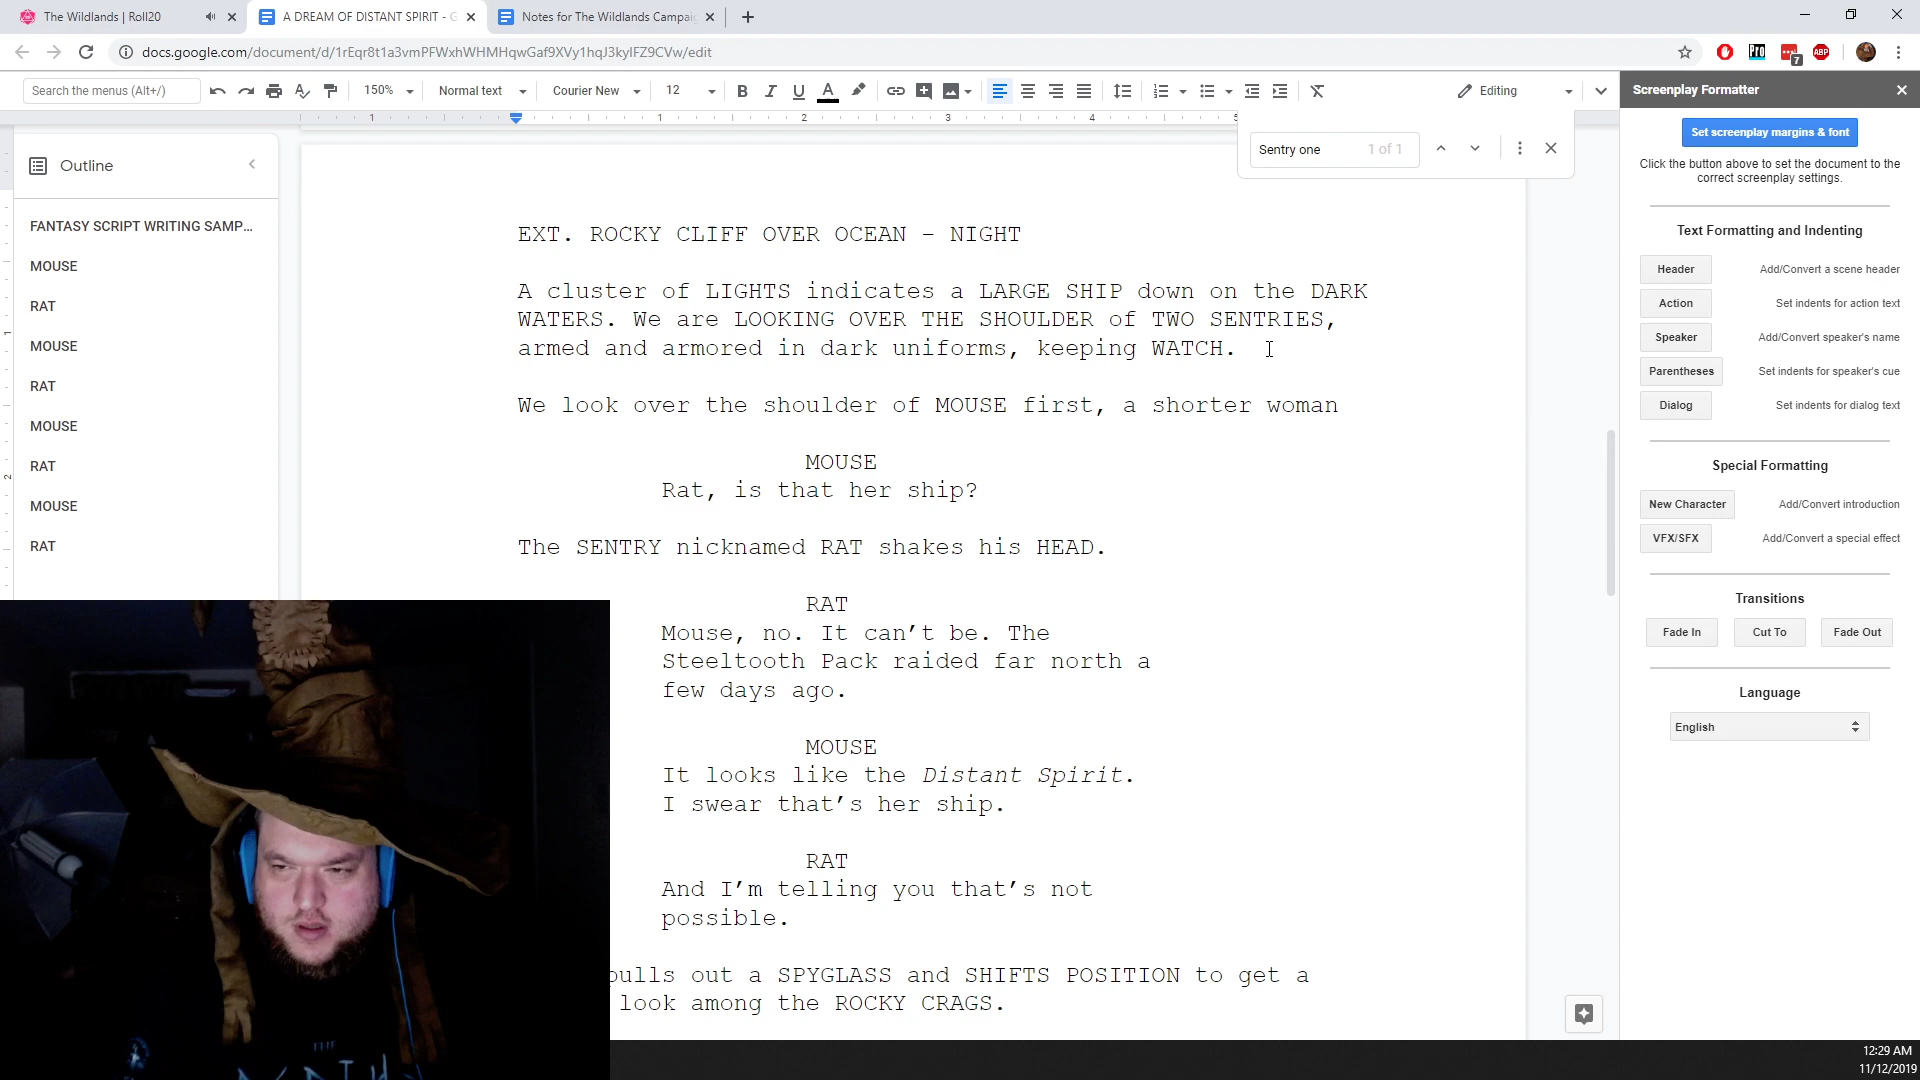 The Wildlands | Roll20
A DREAM OF DISTANT SPIRIT - G
Notes for The Wildlands Campai
docs.google.com/document/d/1rEqr8t1a3vmPFWxhWHMHqwGaf9XVy1hqJ3kyIFZ9CVw/edit
7
ABP
Search the menus (Alt+/)
150%
Normal text
Courier New
12
B
I
U
A
Editing
Screenplay Formatter
1
1
2
3
4
5
Sentry one
1 of 1
Set screenplay margins & font
Click the button above to set the document to the
correct screenplay settings.
Text Formatting and Indenting
Header Add/Convert a scene header
Action Set indents for action text
Speaker Add/Convert speaker's name
Parentheses Set indents for speaker's cue
Dialog Set indents for dialog text
Special Formatting
New Character Add/Convert introduction
VFX/SFX Add/Convert a special effect
Transitions
Fade In
Cut To
Fade Out
Language
English
Outline
FANTASY SCRIPT WRITING SAMP...
MOUSE
RAT
MOUSE
RAT
MOUSE
RAT
MOUSE
RAT
1
2
EXT. ROCKY CLIFF OVER OCEAN – NIGHT
A cluster of LIGHTS indicates a LARGE SHIP down on the DARK
WATERS. We are LOOKING OVER THE SHOULDER of TWO SENTRIES,
armed and armored in dark uniforms, keeping WATCH.
We look over the shoulder of MOUSE first, a shorter woman
MOUSE
Rat, is that her ship?
The SENTRY nicknamed RAT shakes his HEAD.
RAT
Mouse, no. It can't be. The
Steeltooth Pack raided far north a
few days ago.
MOUSE
It looks like the Distant Spirit.
I swear that's her ship.
RAT
And I'm telling you that's not
possible.
pulls out a SPYGLASS and SHIFTS POSITION to get a
look among the ROCKY CRAGS.
THE
12:29 AM
11/12/2019